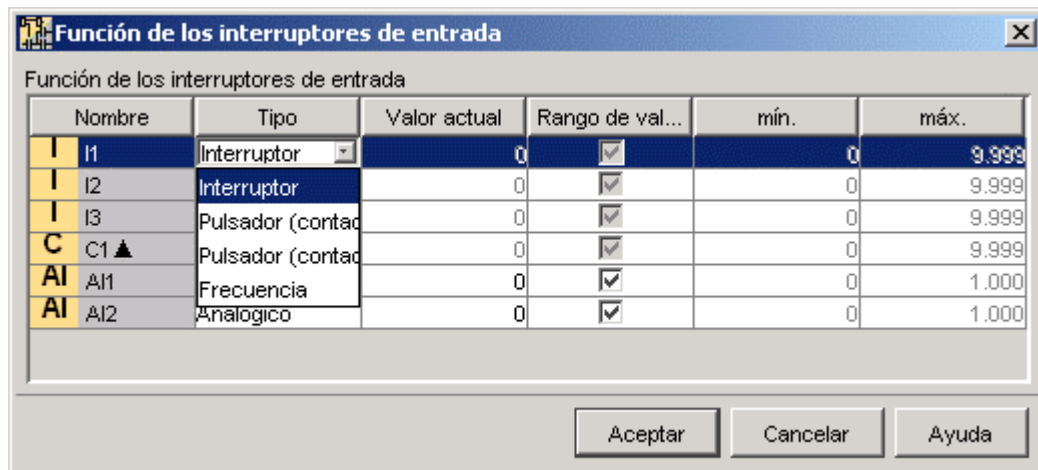 Función de los interruptores de entrada
Función de los interruptores de entrada
Nombre Tipo Valor actual Rango de val... mín. máx.
I I1 Interruptor 0 0 9.999
I I2 Interruptor 0 0 9.999
I I3 Pulsador (contac 0 0 9.999
C C1 Pulsador (contac 0 0 9.999
AI AI1 Frecuencia 0 0 1.000
AI AI2 Analógico 0 0 1.000
Aceptar Cancelar Ayuda